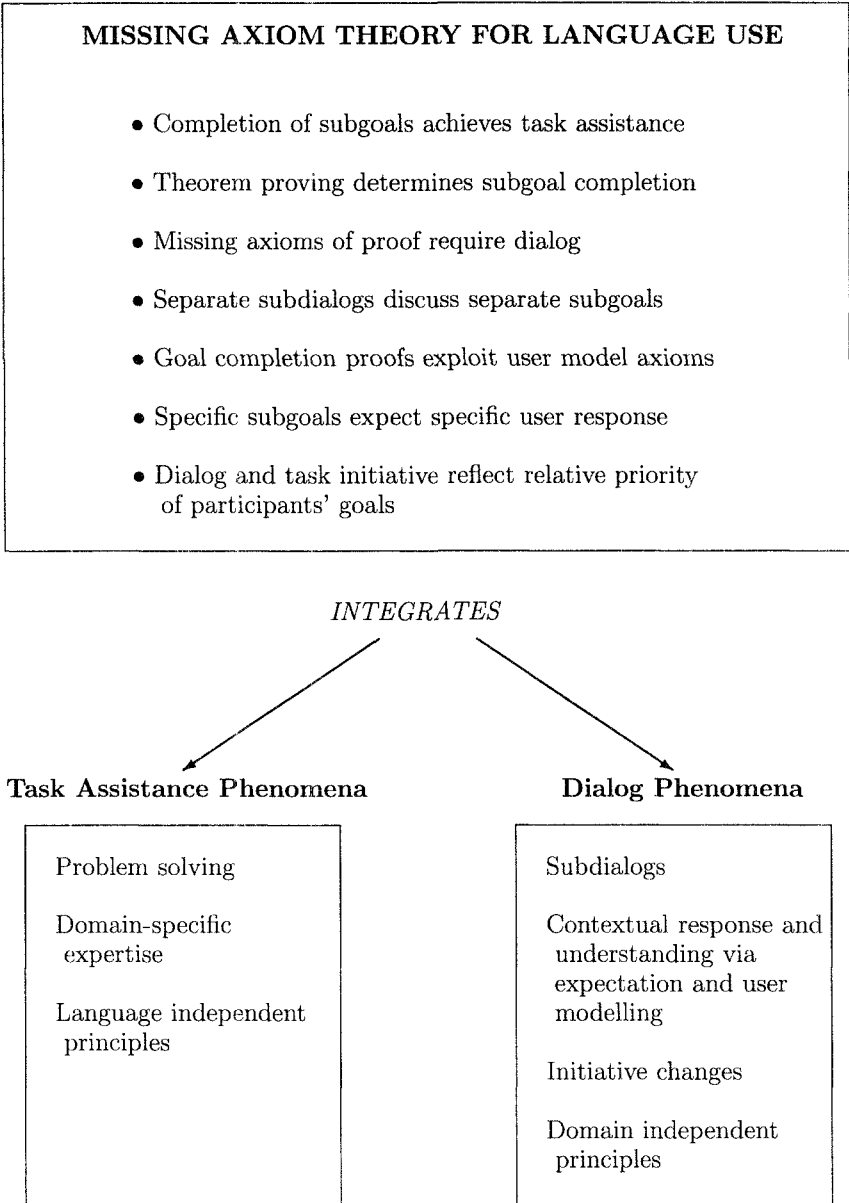 MISSING AXIOM THEORY FOR LANGUAGE USE
• Completion of subgoals achieves task assistance
• Theorem proving determines subgoal completion
• Missing axioms of proof require dialog
• Separate subdialogs discuss separate subgoals
• Goal completion proofs exploit user model axioms
• Specific subgoals expect specific user response
• Dialog and task initiative reflect relative priority
of participants' goals
INTEGRATES
Task Assistance Phenomena
Problem solving
Domain-specific
expertise
Language independent
principles
Dialog Phenomena
Subdialogs
Contextual response and
understanding via
expectation and user
modelling
Initiative changes
Domain independent
principles